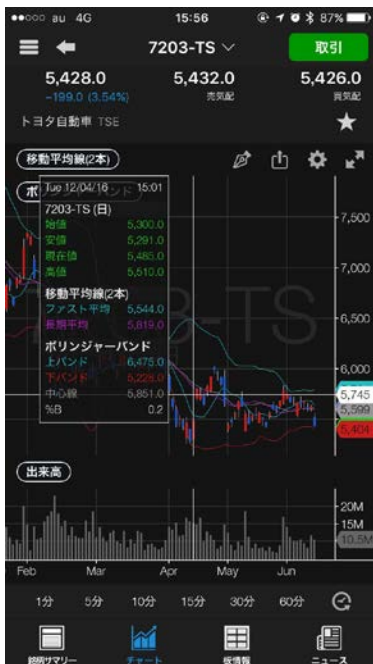 au 4G 15:56 87%
7203-TS
取引
5,428.0 5,432.0 5,426.0
-199.0 (3.54%) 売気配 買気配
トヨタ自動車 TSE
移動平均線(2本)
Tue 12/04/16 15:01
7203-TS (日)
始値 5,300.0
安値 5,291.0
現在値 5,485.0
高値 5,510.0
移動平均線(2本)
ファスト平均 5,544.0
長期平均 5,819.0
ボリンジャーバンド
上バンド 6,475.0
下バンド 5,228.0
中心線 5,851.0
%B 0.2
7,500
7,000
6,500
6,000
5,745
5,599
5,404
出来高
20M
15M
10.5M
Feb Mar Apr May Jun
1分 5分 10分 15分 30分 60分
銘柄サマリー チャート 板情報 ニュース